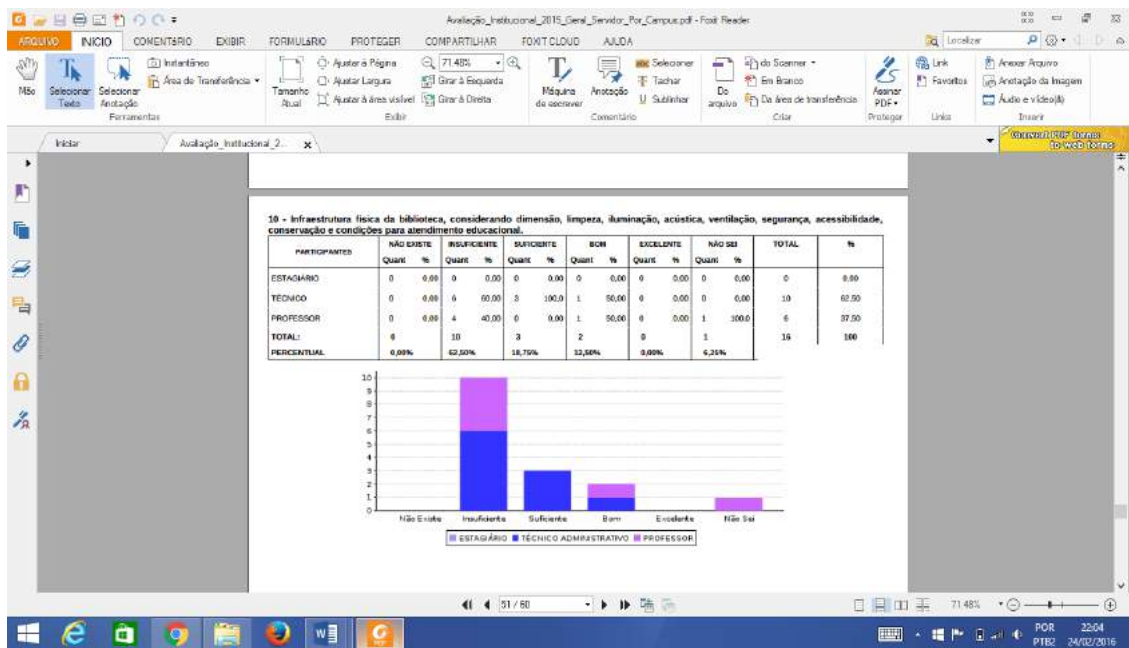 Avaliação_Institucional_2015_Geral_Servidor_Por_Campus.pdf - Foxit Reader
ARQUIVO INÍCIO COMENTÁRIO EXIBIR FORMULÁRIO PROTEGER COMPARTILHAR FOXIT CLOUD AJUDA Localizar
Mão
Selecionar Texto
Selecionar Anotação
Instantâneo
Área de Transferência
Ferramentas
Tamanho Atual
Ajustar à Página
Ajustar Largura
Ajustar à área visível
71.48%
Girar à Esquerda
Girar à Direita
Exibir
Máquina de escrever
Anotação
Selecionar
Tachar
Sublinhar
Comentário
Do arquivo
do Scanner
Em Branco
Da área de transferência
Criar
Assinar PDF
Proteger
Link
Favoritos
Links
Anexar Arquivo
Anotação da Imagem
Áudio e vídeo(A)
Inserir
Iniciar
Avaliação_Institucional_2...
Convert PDF forms to web forms
10 - Infraestrutura física da biblioteca, considerando dimensão, limpeza, iluminação, acústica, ventilação, segurança, acessibilidade,
conservação e condições para atendimento educacional.
PARTICIPANTES NÃO EXISTE INSUFICIENTE SUFICIENTE BOM EXCELENTE NÃO SEI TOTAL %
Quant % Quant % Quant % Quant % Quant % Quant %
ESTAGIÁRIO 0 0,00 0 0,00 0 0,00 0 0,00 0 0,00 0 0,00 0 0,00
TÉCNICO 0 0,00 6 60,00 3 100,0 1 50,00 0 0,00 0 0,00 10 62,50
PROFESSOR 0 0,00 4 40,00 0 0,00 1 50,00 0 0,00 1 100,0 6 37,50
TOTAL: 0 10 3 2 0 1 16 100
PERCENTUAL 0,00% 62,50% 18,75% 12,50% 0,00% 6,25%
10
9
8
7
6
5
4
3
2
1
0
Não Existe Insuficiente Suficiente Bom Excelente Não Sei
ESTAGIÁRIO TÉCNICO ADMINISTRATIVO PROFESSOR
51 / 60
71.48%
POR
PTB2
22:04
24/02/2016